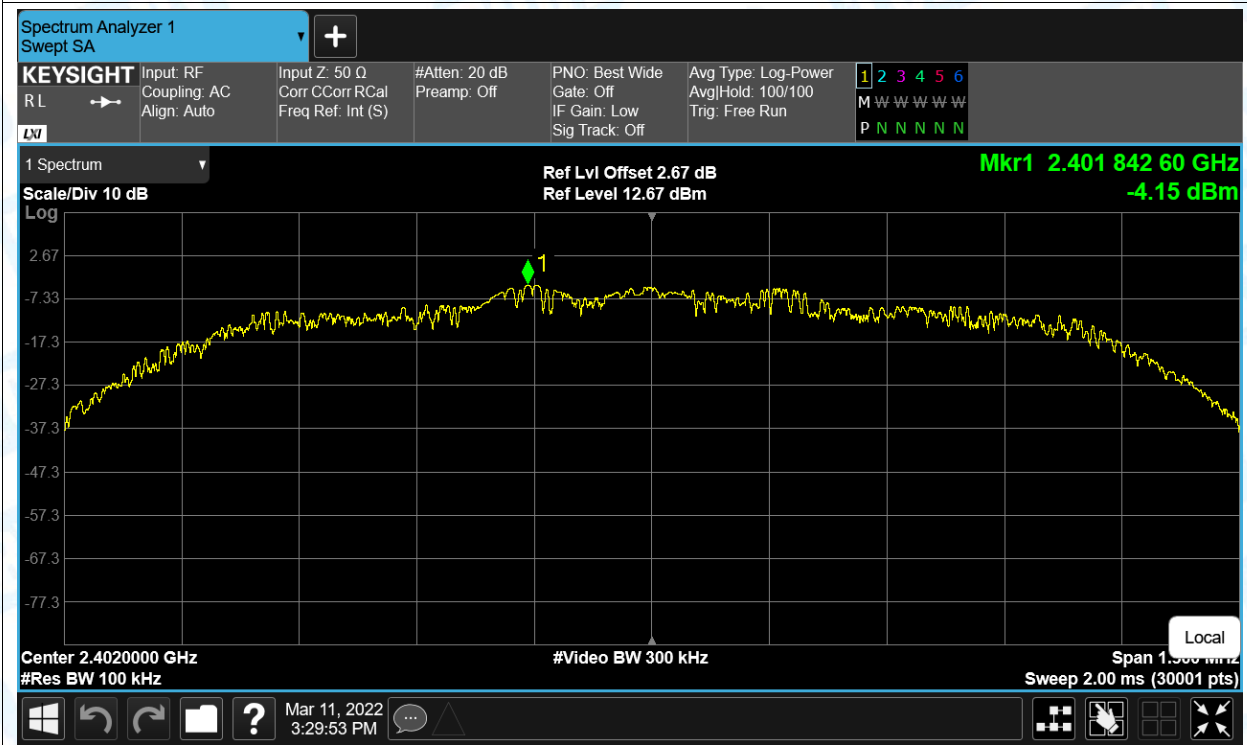 Spectrum Analyzer 1
Swept SA
KEYSIGHT
R L
LXI
Input: RF
Coupling: AC
Align: Auto
Input Z: 50 Ω
Corr CCorr RCal
Freq Ref: Int (S)
#Atten: 20 dB
Preamp: Off
PNO: Best Wide
Gate: Off
IF Gain: Low
Sig Track: Off
Avg Type: Log-Power
Avg|Hold: 100/100
Trig: Free Run
1 2 3 4 5 6
M W W W W W
P N N N N N
1 Spectrum
Scale/Div 10 dB
Log
Ref Lvl Offset 2.67 dB
Ref Level 12.67 dBm
Mkr1 2.401 842 60 GHz
-4.15 dBm
1
2.67
-7.33
-17.3
-27.3
-37.3
-47.3
-57.3
-67.3
-77.3
Local
Center 2.4020000 GHz
#Video BW 300 kHz
Span
#Res BW 100 kHz
Sweep 2.00 ms (30001 pts)
?
Mar 11, 2022
3:29:53 PM